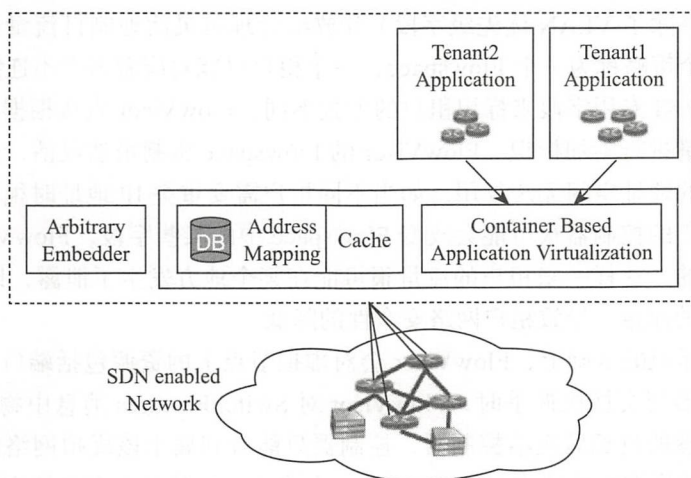 Tenant2
Application
Tenant1
Application
Arbitrary
Embedder
DB
Address
Mapping
Cache
Container Based
Application Virtualization
SDN enabled
Network